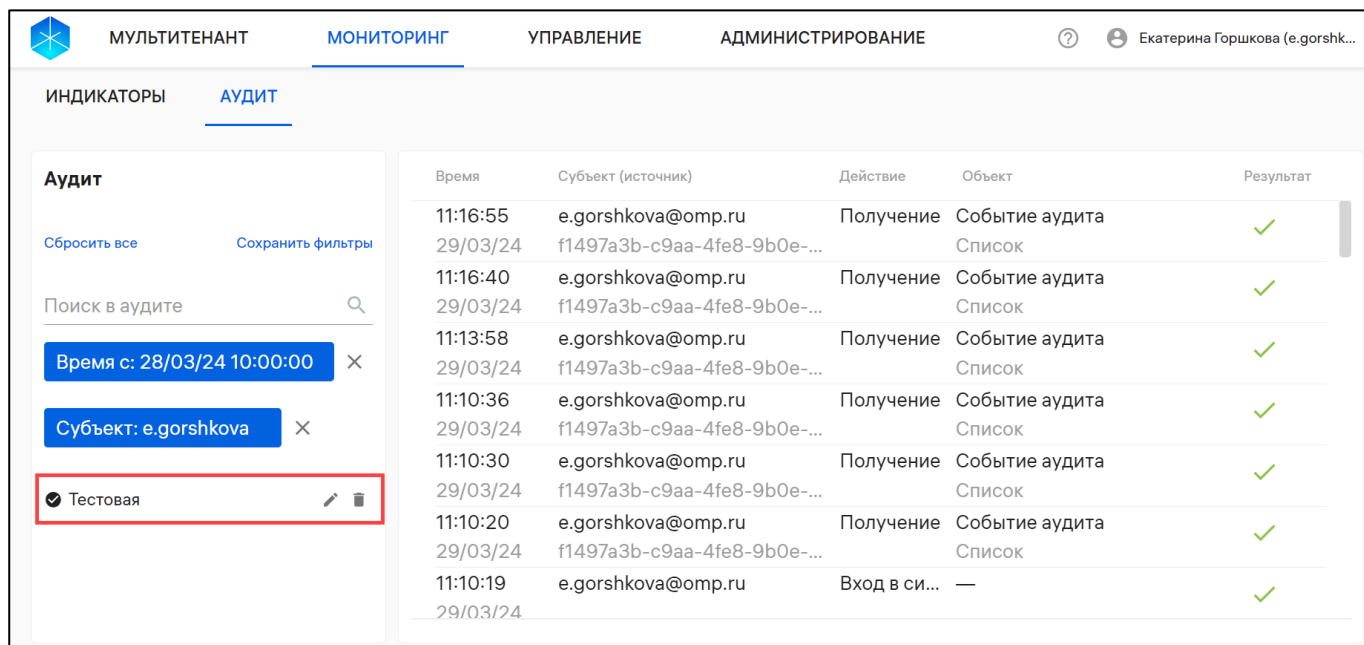 МУЛЬТИТЕНАНТ МОНИТОРИНГ УПРАВЛЕНИЕ АДМИНИСТРИРОВАНИЕ ? Екатерина Горшкова (e.gorshk...
ИНДИКАТОРЫ АУДИТ
Аудит
Сбросить все Сохранить фильтры
Поиск в аудите
Время с: 28/03/24 10:00:00
Субъект: e.gorshkova
Тестовая
Время Субъект (источник) Действие Объект Результат
11:16:55 e.gorshkova@omp.ru Получение Событие аудита
29/03/24 f1497a3b-c9aa-4fe8-9b0e-... Список
11:16:40 e.gorshkova@omp.ru Получение Событие аудита
29/03/24 f1497a3b-c9aa-4fe8-9b0e-... Список
11:13:58 e.gorshkova@omp.ru Получение Событие аудита
29/03/24 f1497a3b-c9aa-4fe8-9b0e-... Список
11:10:36 e.gorshkova@omp.ru Получение Событие аудита
29/03/24 f1497a3b-c9aa-4fe8-9b0e-... Список
11:10:30 e.gorshkova@omp.ru Получение Событие аудита
29/03/24 f1497a3b-c9aa-4fe8-9b0e-... Список
11:10:20 e.gorshkova@omp.ru Получение Событие аудита
29/03/24 f1497a3b-c9aa-4fe8-9b0e-... Список
11:10:19 e.gorshkova@omp.ru Вход в си... —
29/03/24